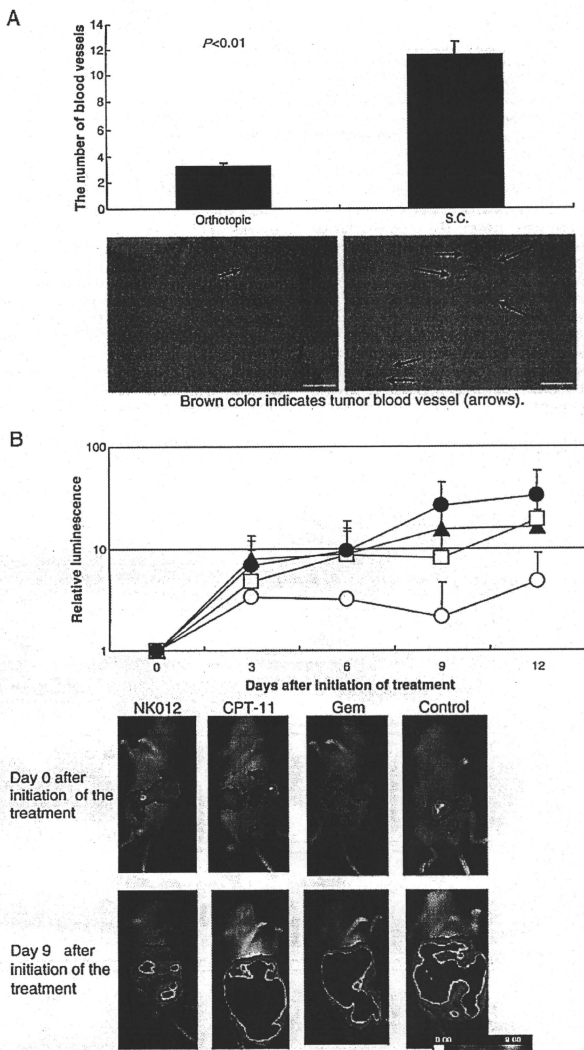 A
The number of blood vessels
14
12
10
8
6
4
2
0
P<0.01
Orthotopic
S.C.
Brown color indicates tumor blood vessel (arrows).
B
Relative luminescence
100
10
1
0
3
6
9
12
Days after initiation of treatment
NK012
CPT-11
Gem
Control
Day 0 after
initiation of the
treatment
Day 9 after
initiation of the
treatment